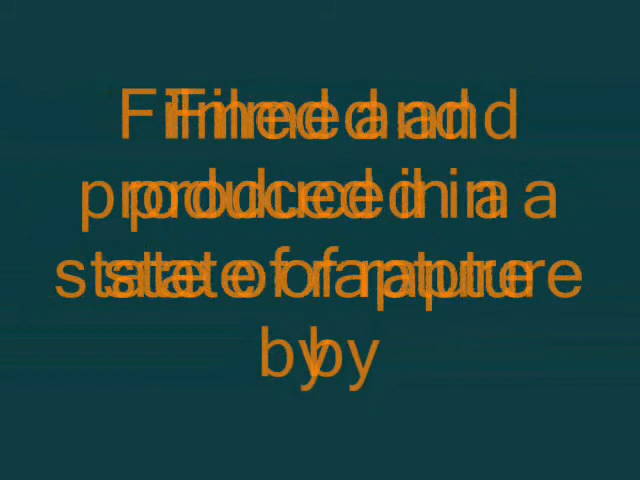 Filmed and
produced in a
state of rapture
by